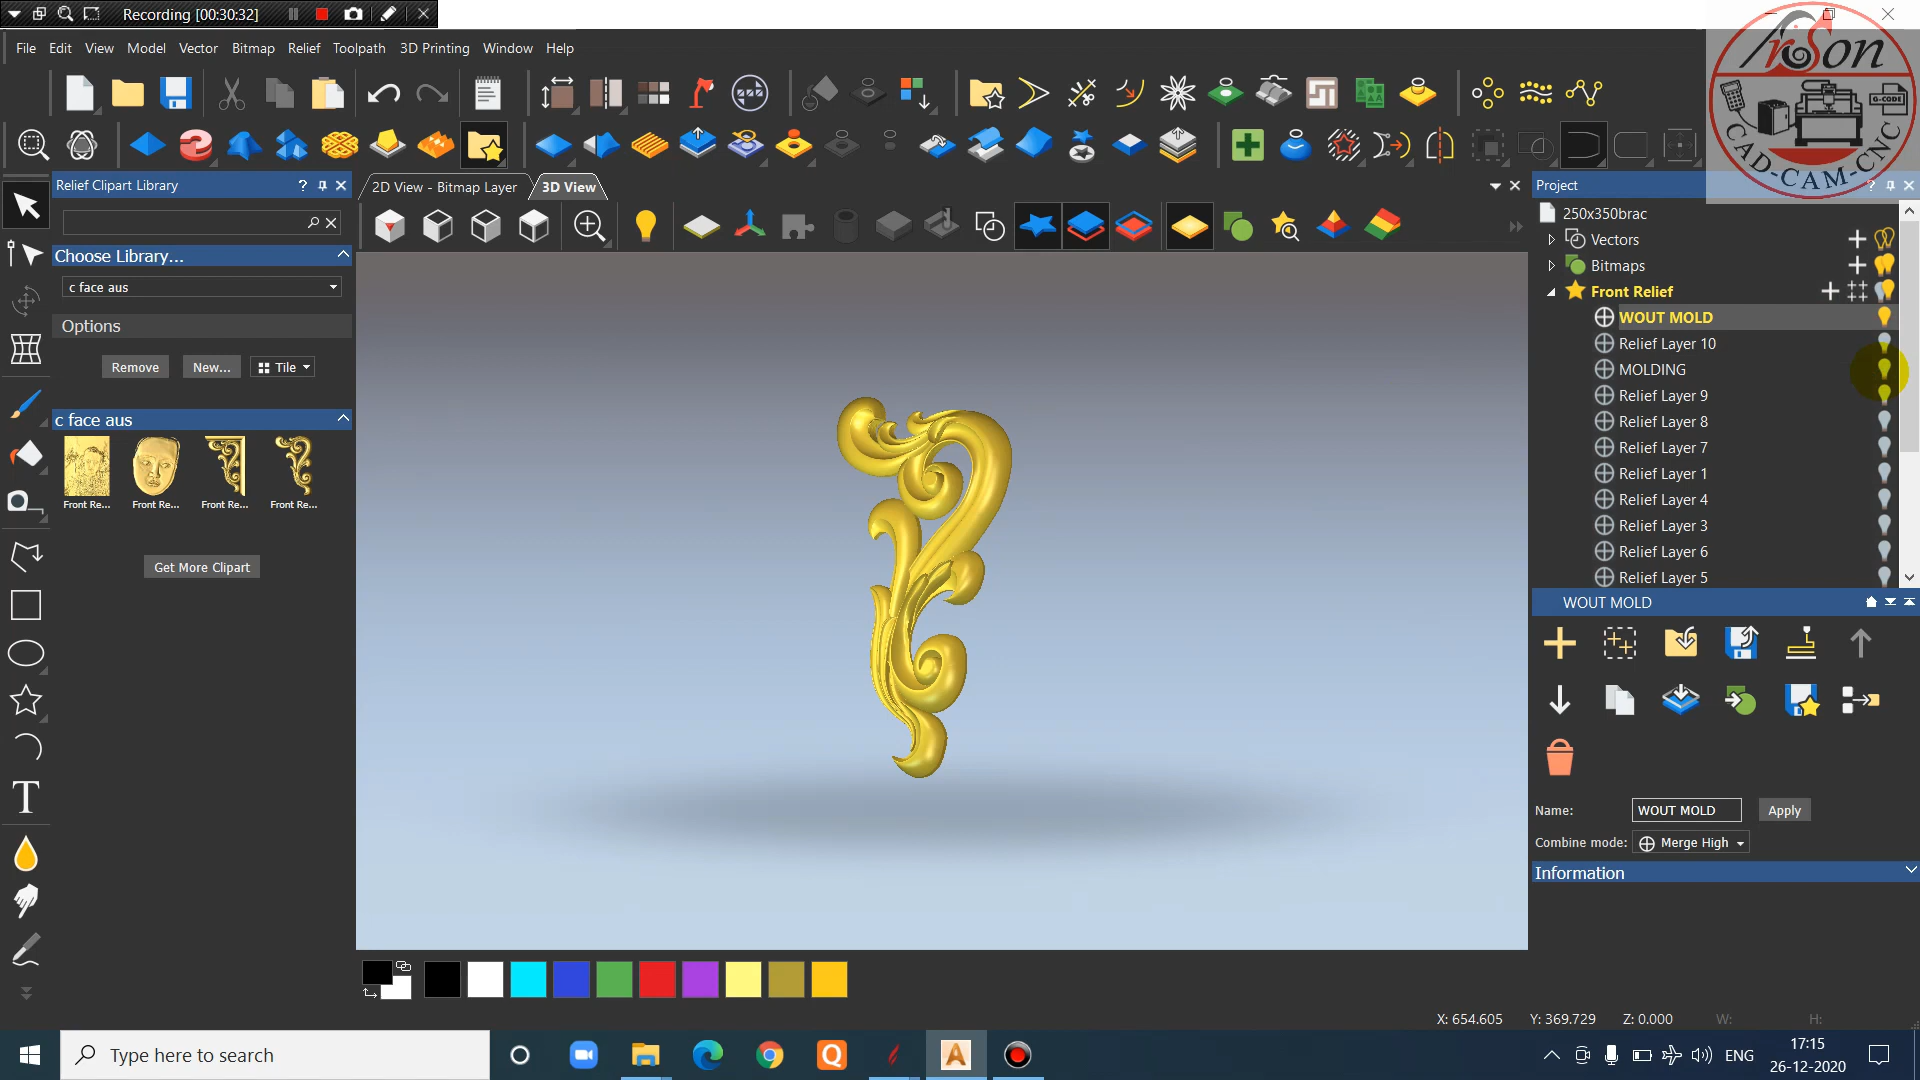 Recording [00:30:32]
File Edit View Model Vector Bitmap Relief Toolpath 3D Printing Window Help
ArSon
G-CODE
CAD-CAM-CNC
Relief Clipart Library ?
Choose Library...
c face aus
Options
Remove New... Tile
c face aus
Front Re... Front Re... Front Re... Front Re...
Get More Clipart
2D View - Bitmap Layer 3D View
Project ?
250x350brac
Vectors
Bitmaps
Front Relief
WOUT MOLD
Relief Layer 10
MOLDING
Relief Layer 9
Relief Layer 8
Relief Layer 7
Relief Layer 1
Relief Layer 4
Relief Layer 3
Relief Layer 6
Relief Layer 5
WOUT MOLD
Name: WOUT MOLD Apply
Combine mode: Merge High
Information
X: 654.605 Y: 369.729 Z: 0.000 W: H:
Type here to search
ENG
17:15
26-12-2020